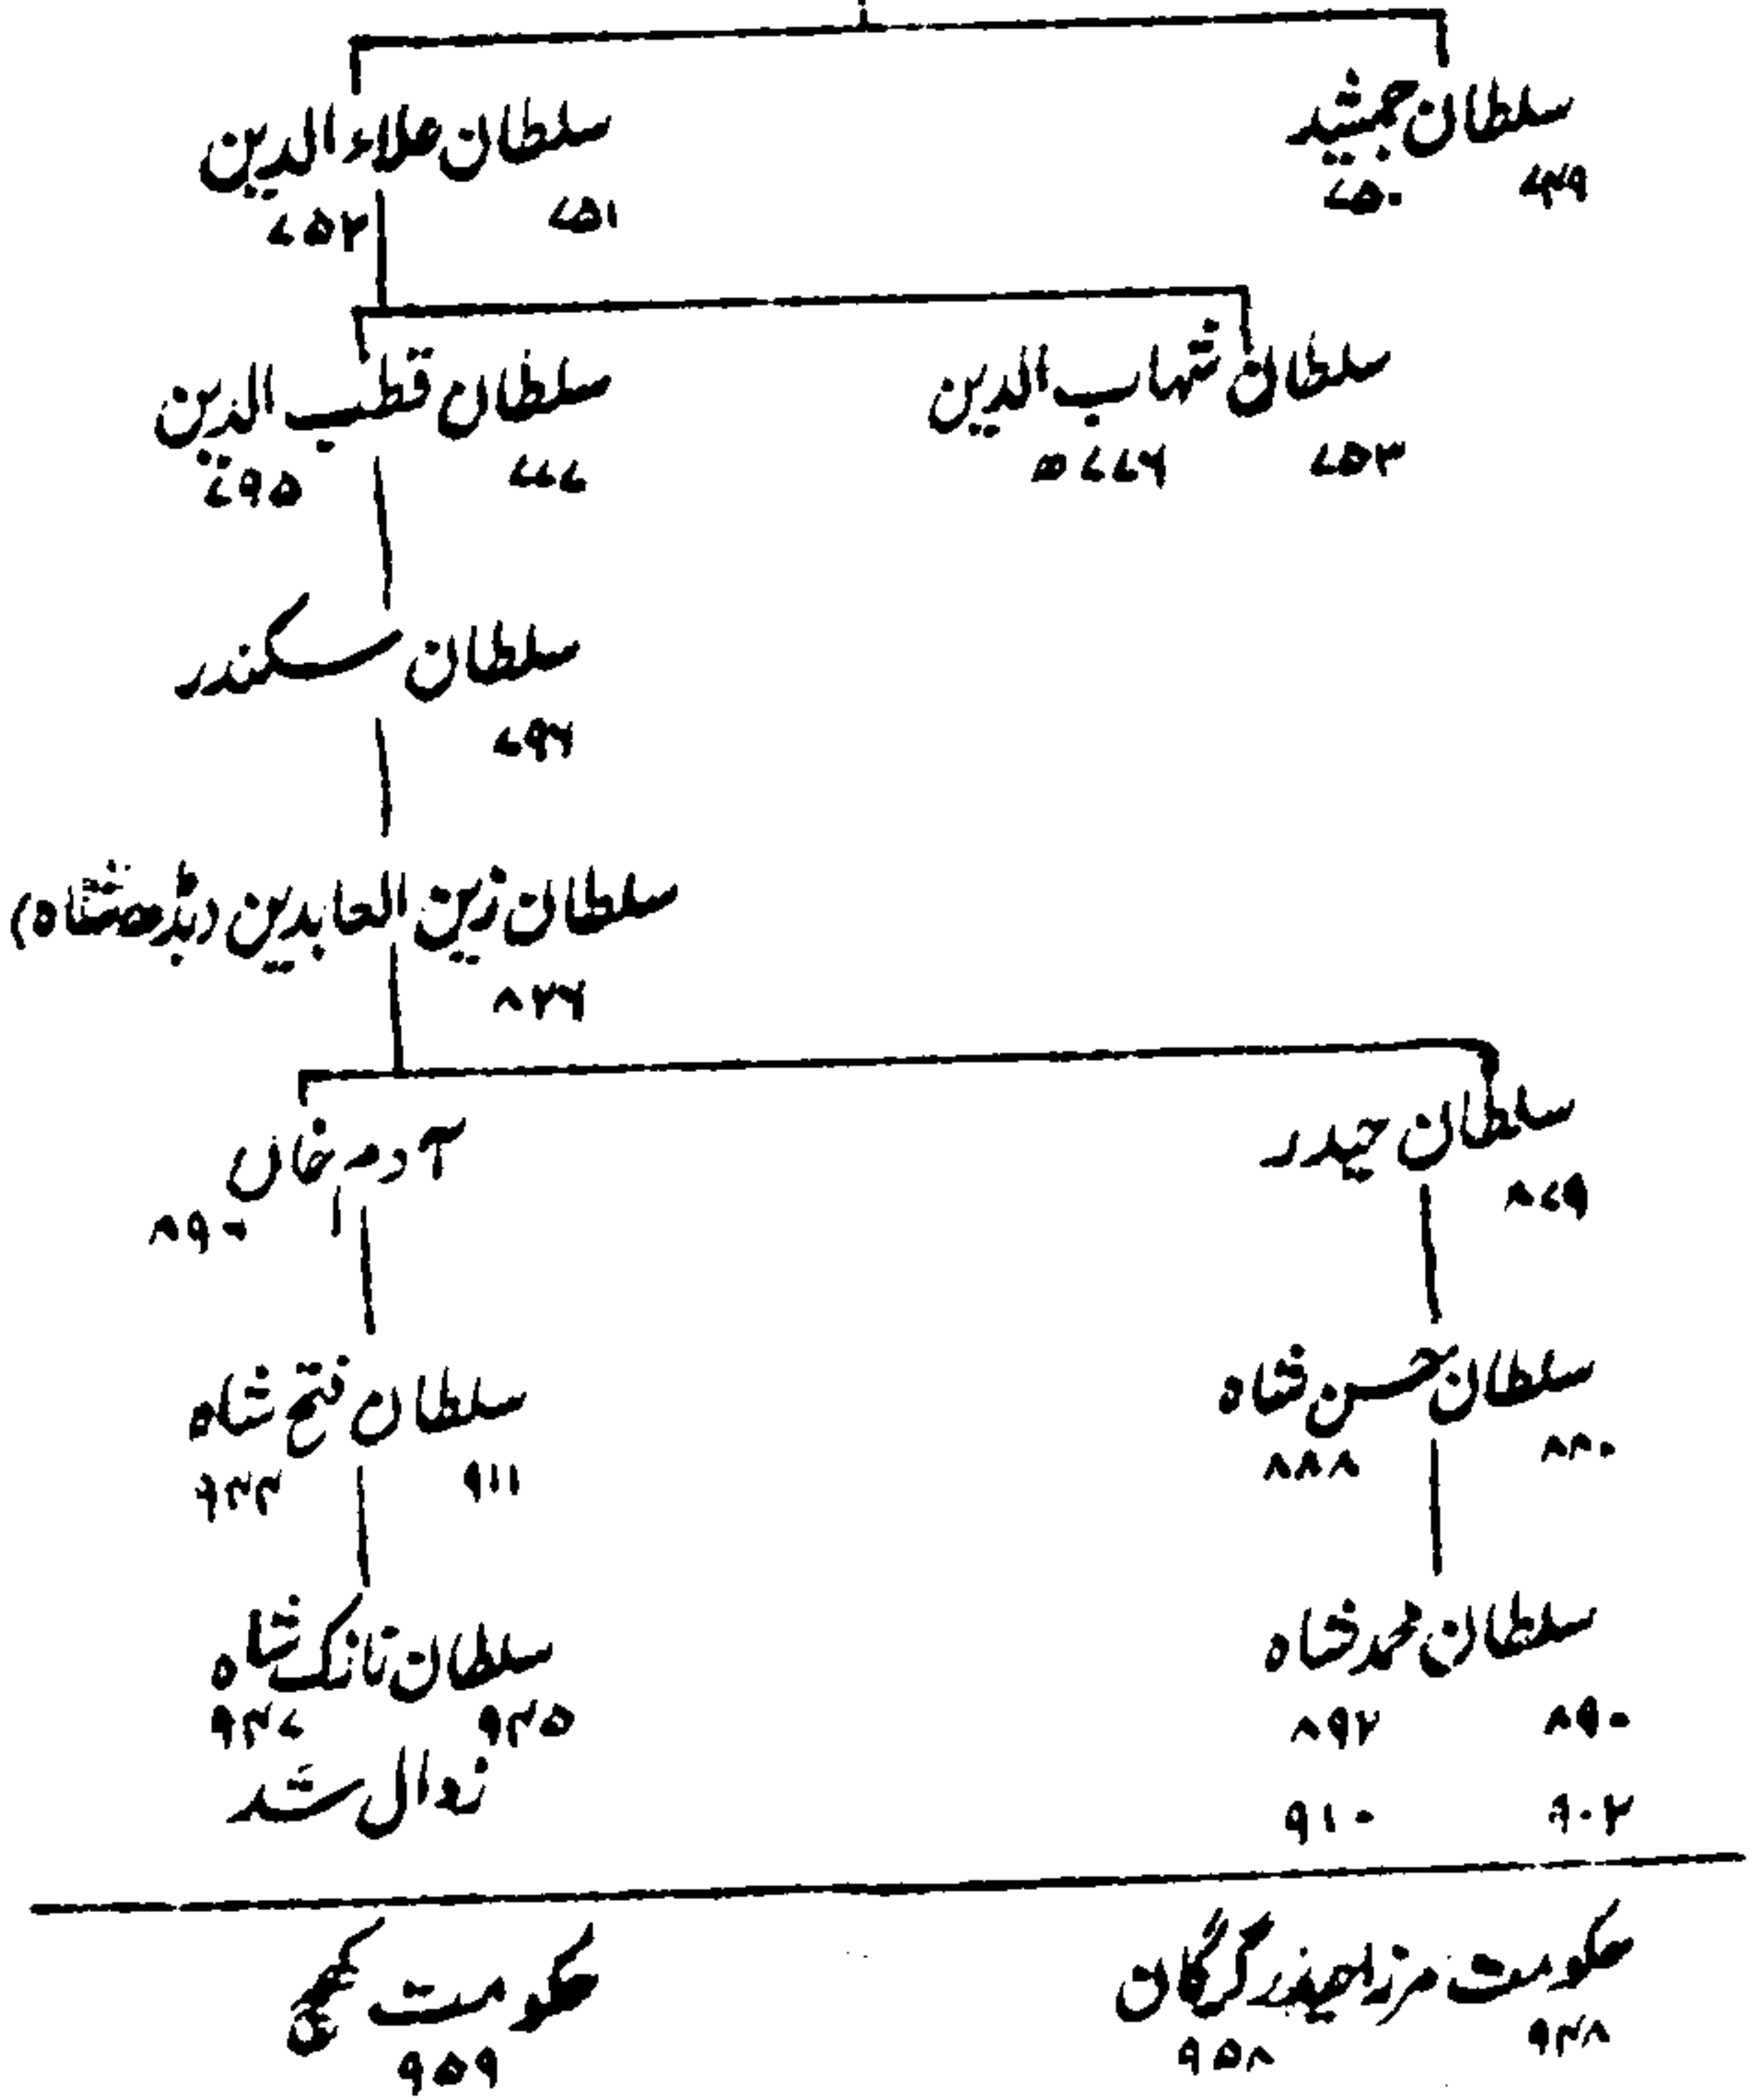 سلطان جمشید سلطان علاء الدین
۷۴۹ ۷۵۰ ۷۵۱ ۷۵۲
سلطان شہاب الدین سلطان قطب الدین
۷۵۳ ۷۷۶ھ ۷۷۷ ۷۹۵
سلطان سکندر
۷۹۶
سلطان زین العابدین (بڈھشاہ)
۸۲۶
سلطان حیدر آدم خاں
۸۷۹ ۸۹۰
سلطان حسن شاہ سلطان فتح شاہ
۸۸۰ ۸۸۸ ۹۱۱
سلطان محمد شاہ سلطان نازک شاہ
۸۹۰ ۸۹۲ ۹۴۵ ۹۴۷
۹۰۲ ۹۱۰ زوال شد
حکومت مرزا حیدر گرگان حکومت
۹۴۸ ۹۵۸ ۹۵۹